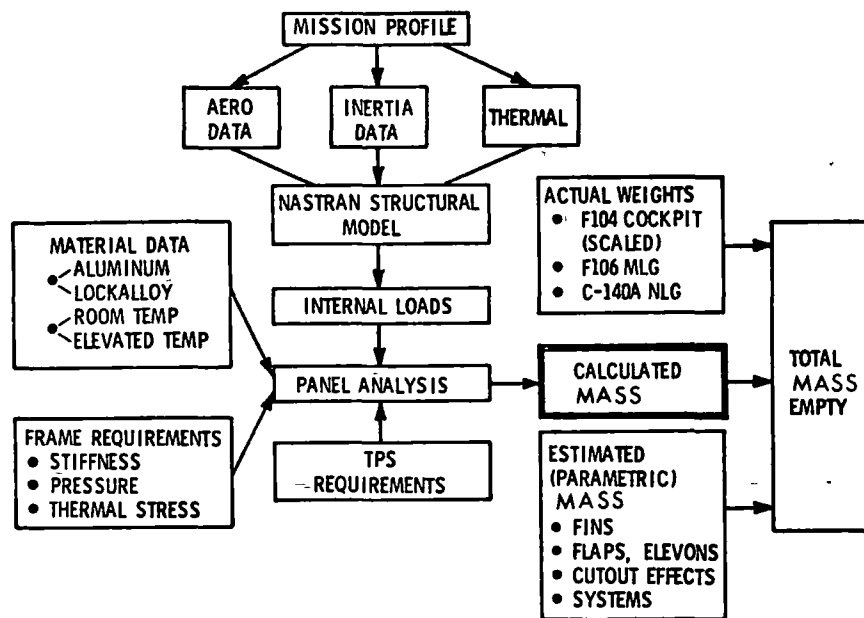 MISSION PROFILE
AERO
DATA
INERTIA
DATA
THERMAL
NASTRAN STRUCTURAL
MODEL
MATERIAL DATA
ALUMINUM
LOCKALLOY
ROOM TEMP
ELEVATED TEMP
INTERNAL LOADS
PANEL ANALYSIS
FRAME REQUIREMENTS
● STIFFNESS
● PRESSURE
● THERMAL STRESS
TPS
REQUIREMENTS
ACTUAL WEIGHTS
● F104 COCKPIT
(SCALED)
● F106 MLG
● C-140A NLG
CALCULATED
MASS
ESTIMATED
(PARAMETRIC)
MASS
● FINS
● FLAPS, ELEVONS
● CUTOUT EFFECTS
● SYSTEMS
TOTAL
MASS
EMPTY